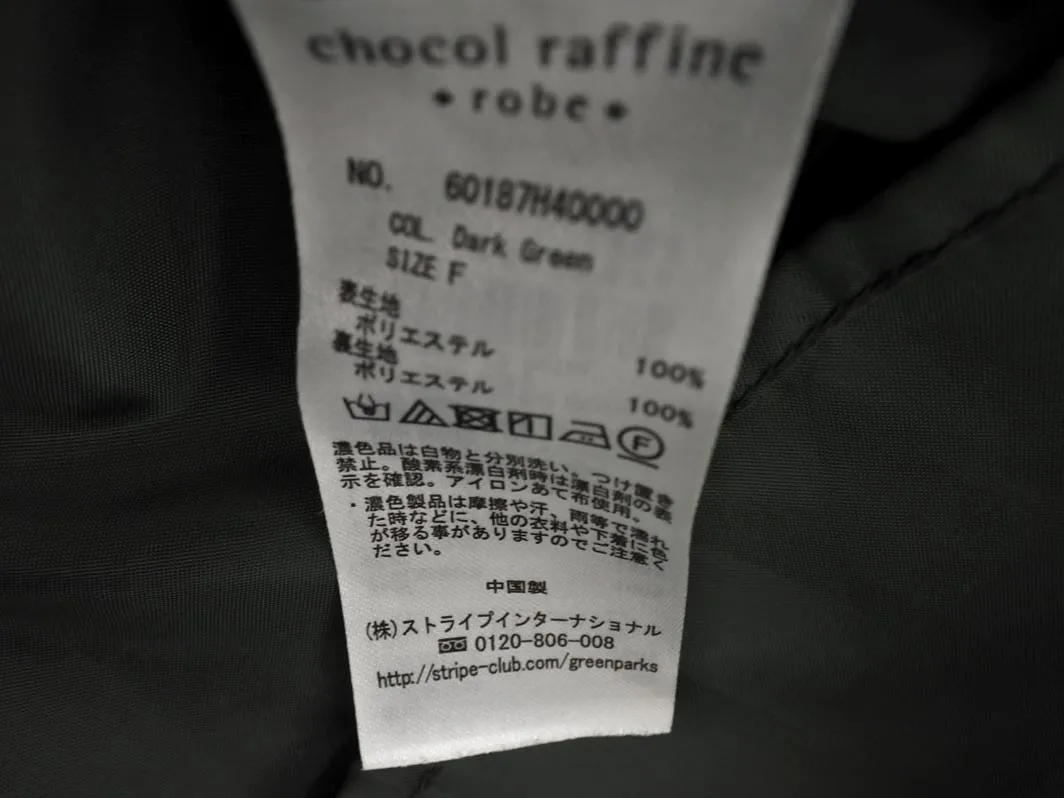 chocol raffine
robe
NO. 60187H40000
COL. Dark Green
SIZE F
表生地
ポリエステル 100%
裏生地
ポリエステル 100%
F
濃色品は白物と分別洗い。つけ置き
禁止。酸素系漂白剤時は漂白剤の表
示を確認。アイロンあて布使用。
・濃色製品は摩擦や汗、雨等で濡れ
た時などに、他の衣料や下着に色
が移る事がありますのでご注意く
ださい。
中国製
(株)ストライプインターナショナル
0120-806-008
http://stripe-club.com/greenparks